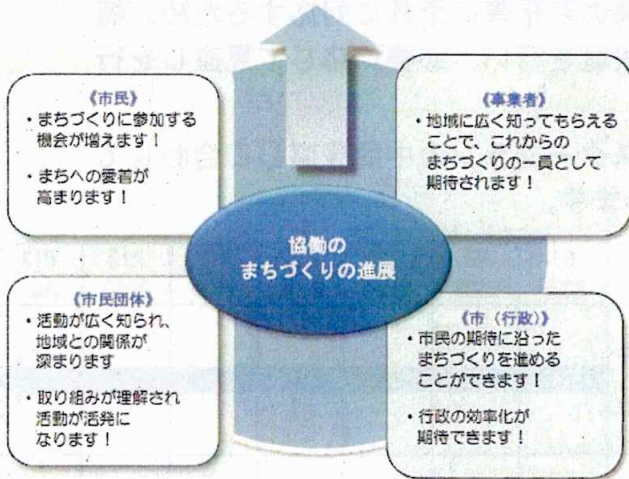 《市民》
・まちづくりに参加する
機会が増えます！
・まちへの愛着が
高まります！
《事業者》
・地域に広く知ってもらえる
ことで、これからの
まちづくりの一員として
期待されます！
協働の
まちづくりの進展
《市民団体》
・活動が広く知られ、
地域との関係が
深まります
・取り組みが理解され
活動が活発に
なります！
《市（行政）》
・市民の期待に沿った
まちづくりを進める
ことができます！
・行政の効率化が
期待できます！